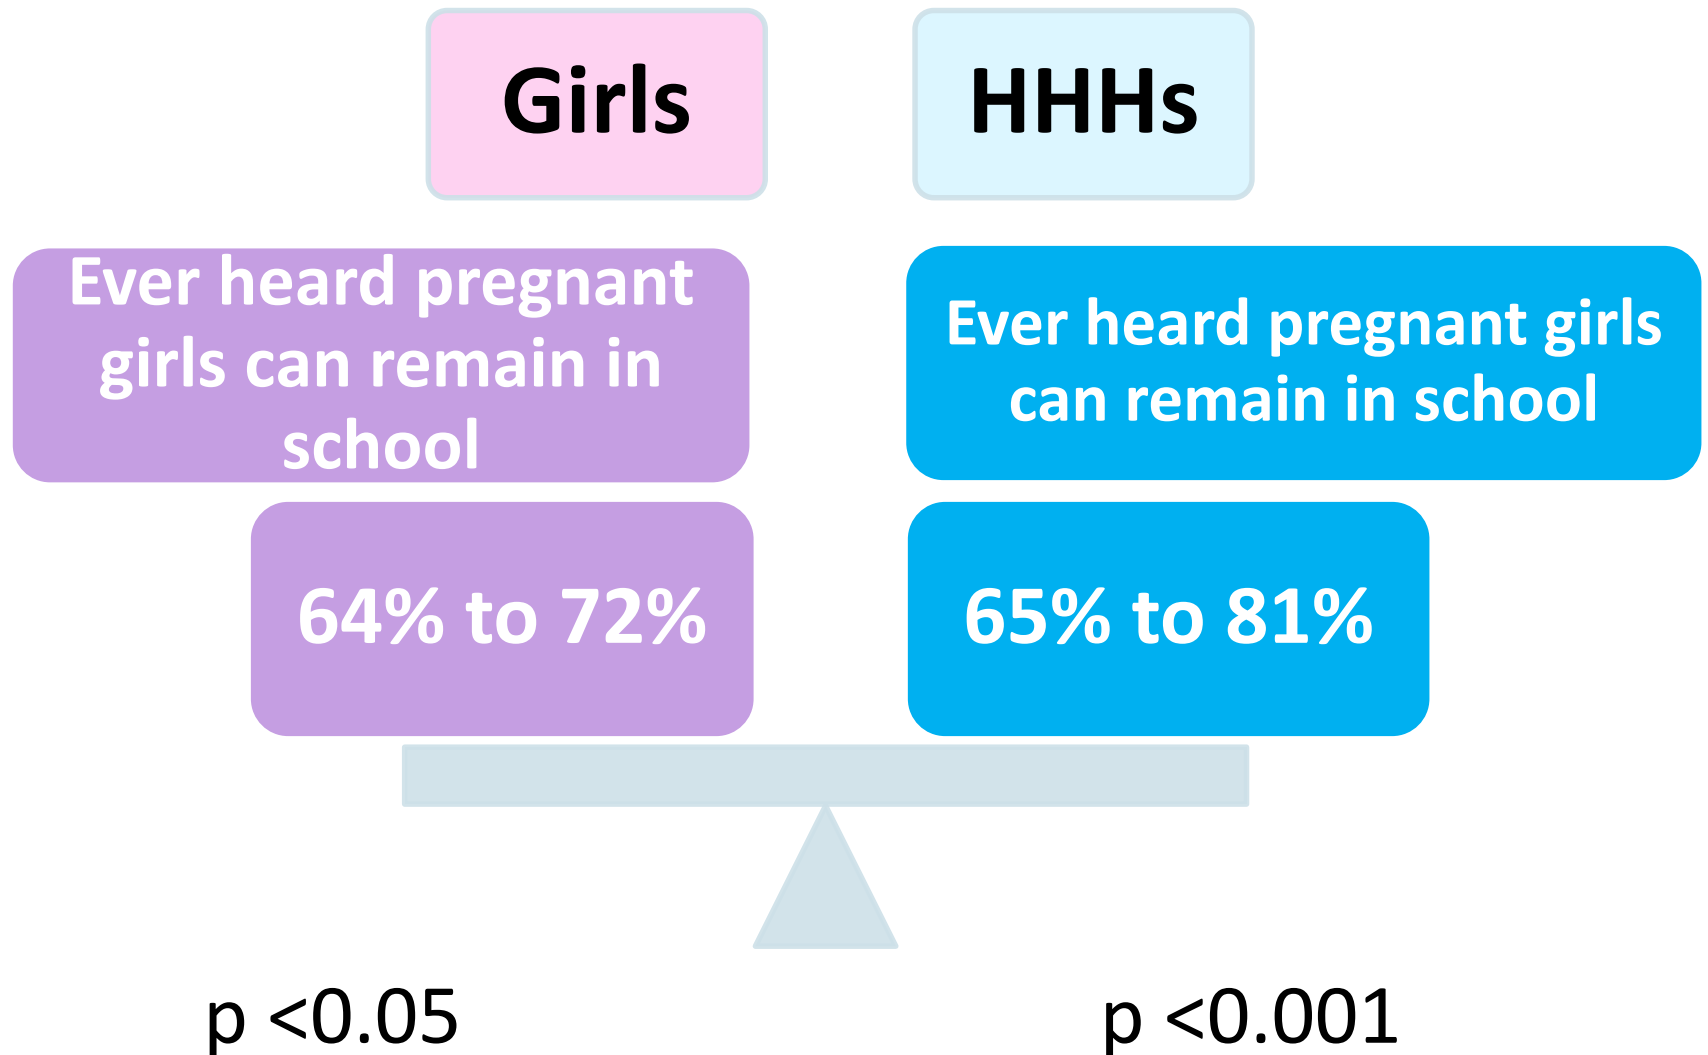 Girls
HHHs
Ever heard pregnant
girls can remain in
school
Ever heard pregnant girls
can remain in school
64% to 72%
65% to 81%
p <0.05
p <0.001